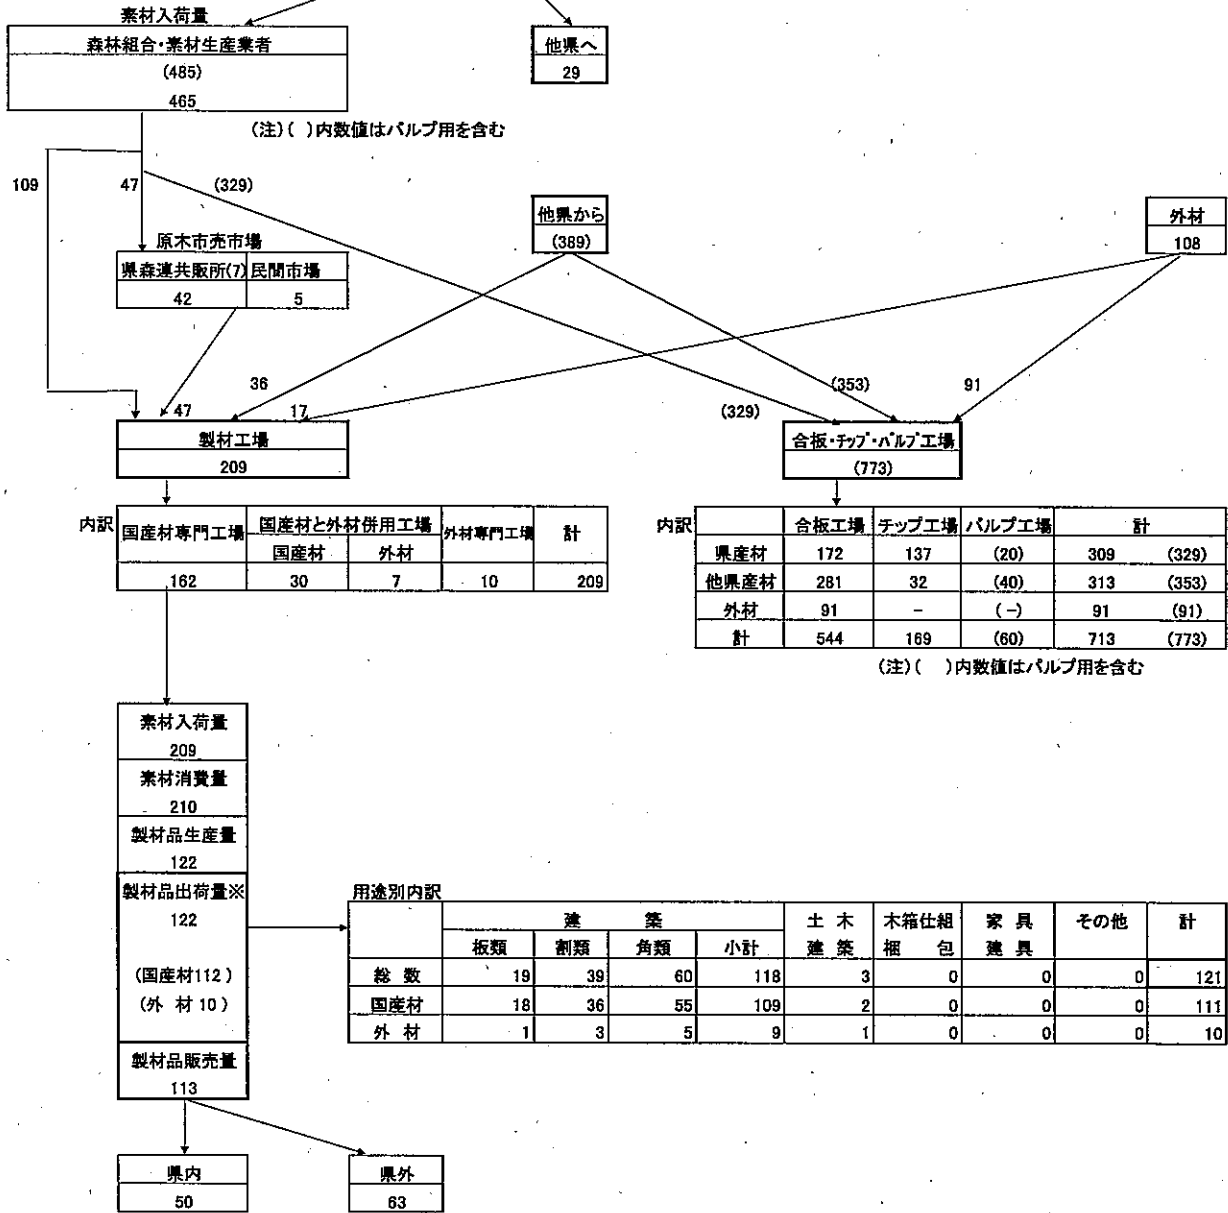 素材入荷量
森林組合・素材生産業者
(485)
465
他県へ
29
(注)( )内数値はパルプ用を含む
109
47
(329)
他県から
(389)
外材
108
原木市売市場
県森連共販所(7) 民間市場
42 5
36
47
17
(353)
(329)
91
製材工場
209
合板・チップ・パルプ工場
(773)
内訳
国産材専門工場 国産材と外材併用工場 外材専門工場 計
国産材 外材
162 30 7 10 209
内訳
合板工場 チップ工場 パルプ工場 計
県産材 172 137 (20) 309 (329)
他県産材 281 32 (40) 313 (353)
外材 91 － (－) 91 (91)
計 544 169 (60) 713 (773)
(注)( )内数値はパルプ用を含む
素材入荷量
209
素材消費量
210
製材品生産量
122
製材品出荷量※
122
(国産材112)
(外 材 10)
製材品販売量
113
用途別内訳
建 築 土 木 木箱仕組 家 具 その他 計
板類 割類 角類 小計 建 築 梱 包 建 具
総 数 19 39 60 118 3 0 0 0 121
国産材 18 36 55 109 2 0 0 0 111
外 材 1 3 5 9 1 0 0 0 10
県内
50
県外
63